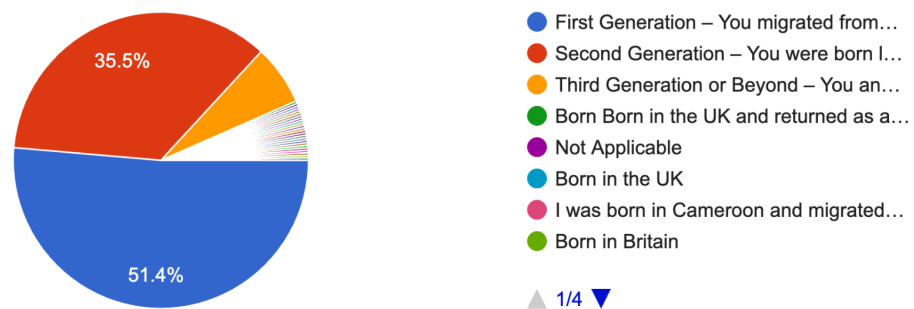 35.5%
51.4%
First Generation – You migrated from…
Second Generation – You were born I…
Third Generation or Beyond – You an…
Born Born in the UK and returned as a…
Not Applicable
Born in the UK
I was born in Cameroon and migrated…
Born in Britain
1/4